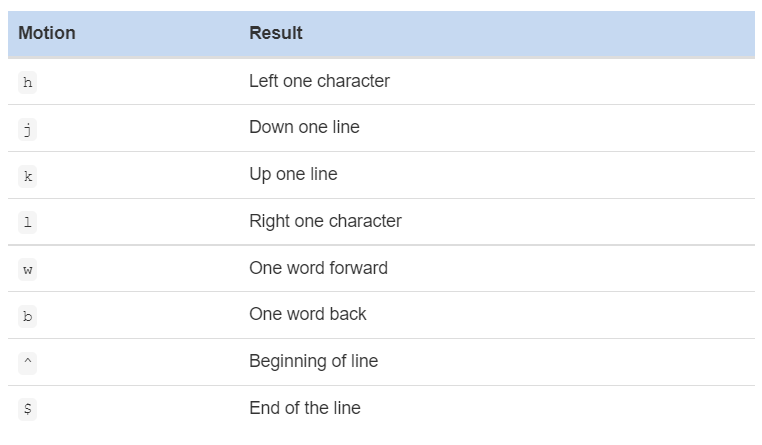 Motion Result
h Left one character
j Down one line
k Up one line
l Right one character
w One word forward
b One word back
^ Beginning of line
$ End of the line